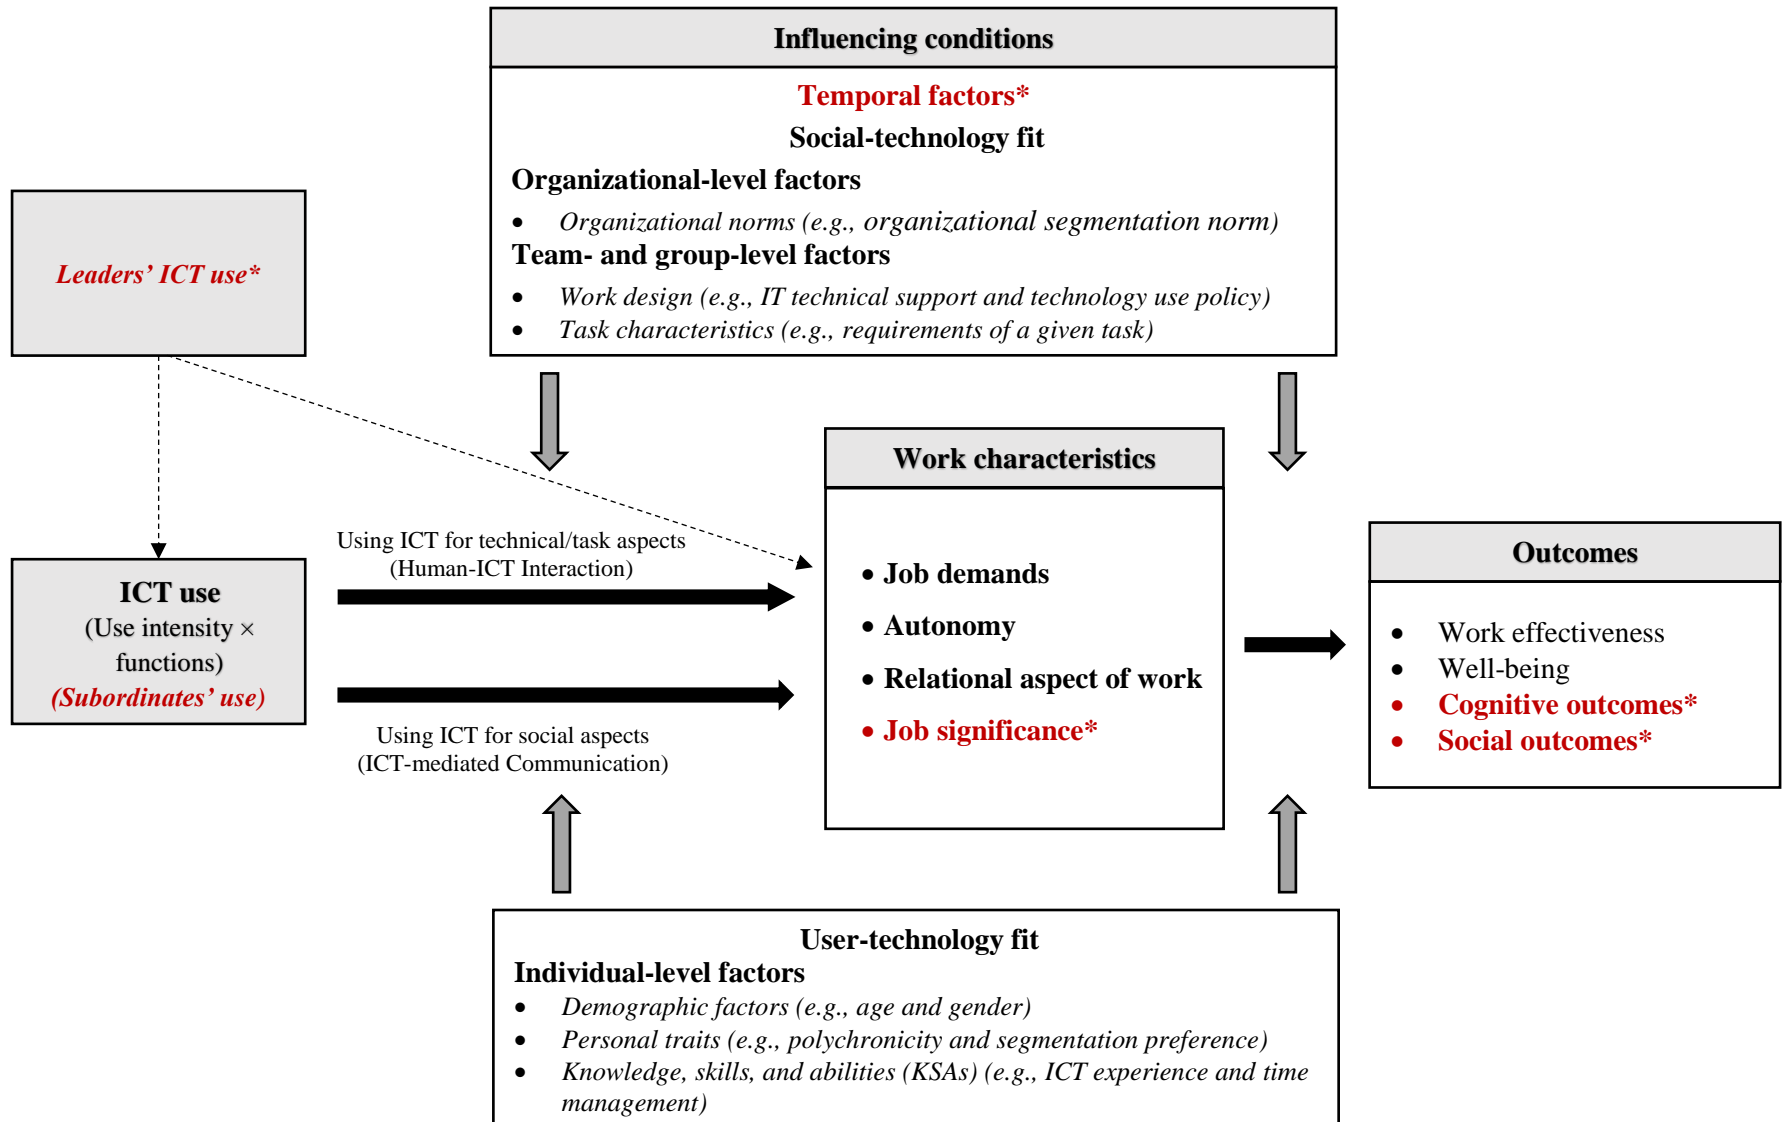 Influencing conditions
Temporal factors*
Social-technology fit
Organizational-level factors
• Organizational norms (e.g., organizational segmentation norm)
Team- and group-level factors
• Work design (e.g., IT technical support and technology use policy)
• Task characteristics (e.g., requirements of a given task)
Leaders’ ICT use*
ICT use
(Use intensity ×
functions)
(Subordinates’ use)
Using ICT for technical/task aspects
(Human-ICT Interaction)
Using ICT for social aspects
(ICT-mediated Communication)
Work characteristics
• Job demands
• Autonomy
• Relational aspect of work
• Job significance*
Outcomes
• Work effectiveness
• Well-being
• Cognitive outcomes*
• Social outcomes*
User-technology fit
Individual-level factors
• Demographic factors (e.g., age and gender)
• Personal traits (e.g., polychronicity and segmentation preference)
• Knowledge, skills, and abilities (KSAs) (e.g., ICT experience and time
management)